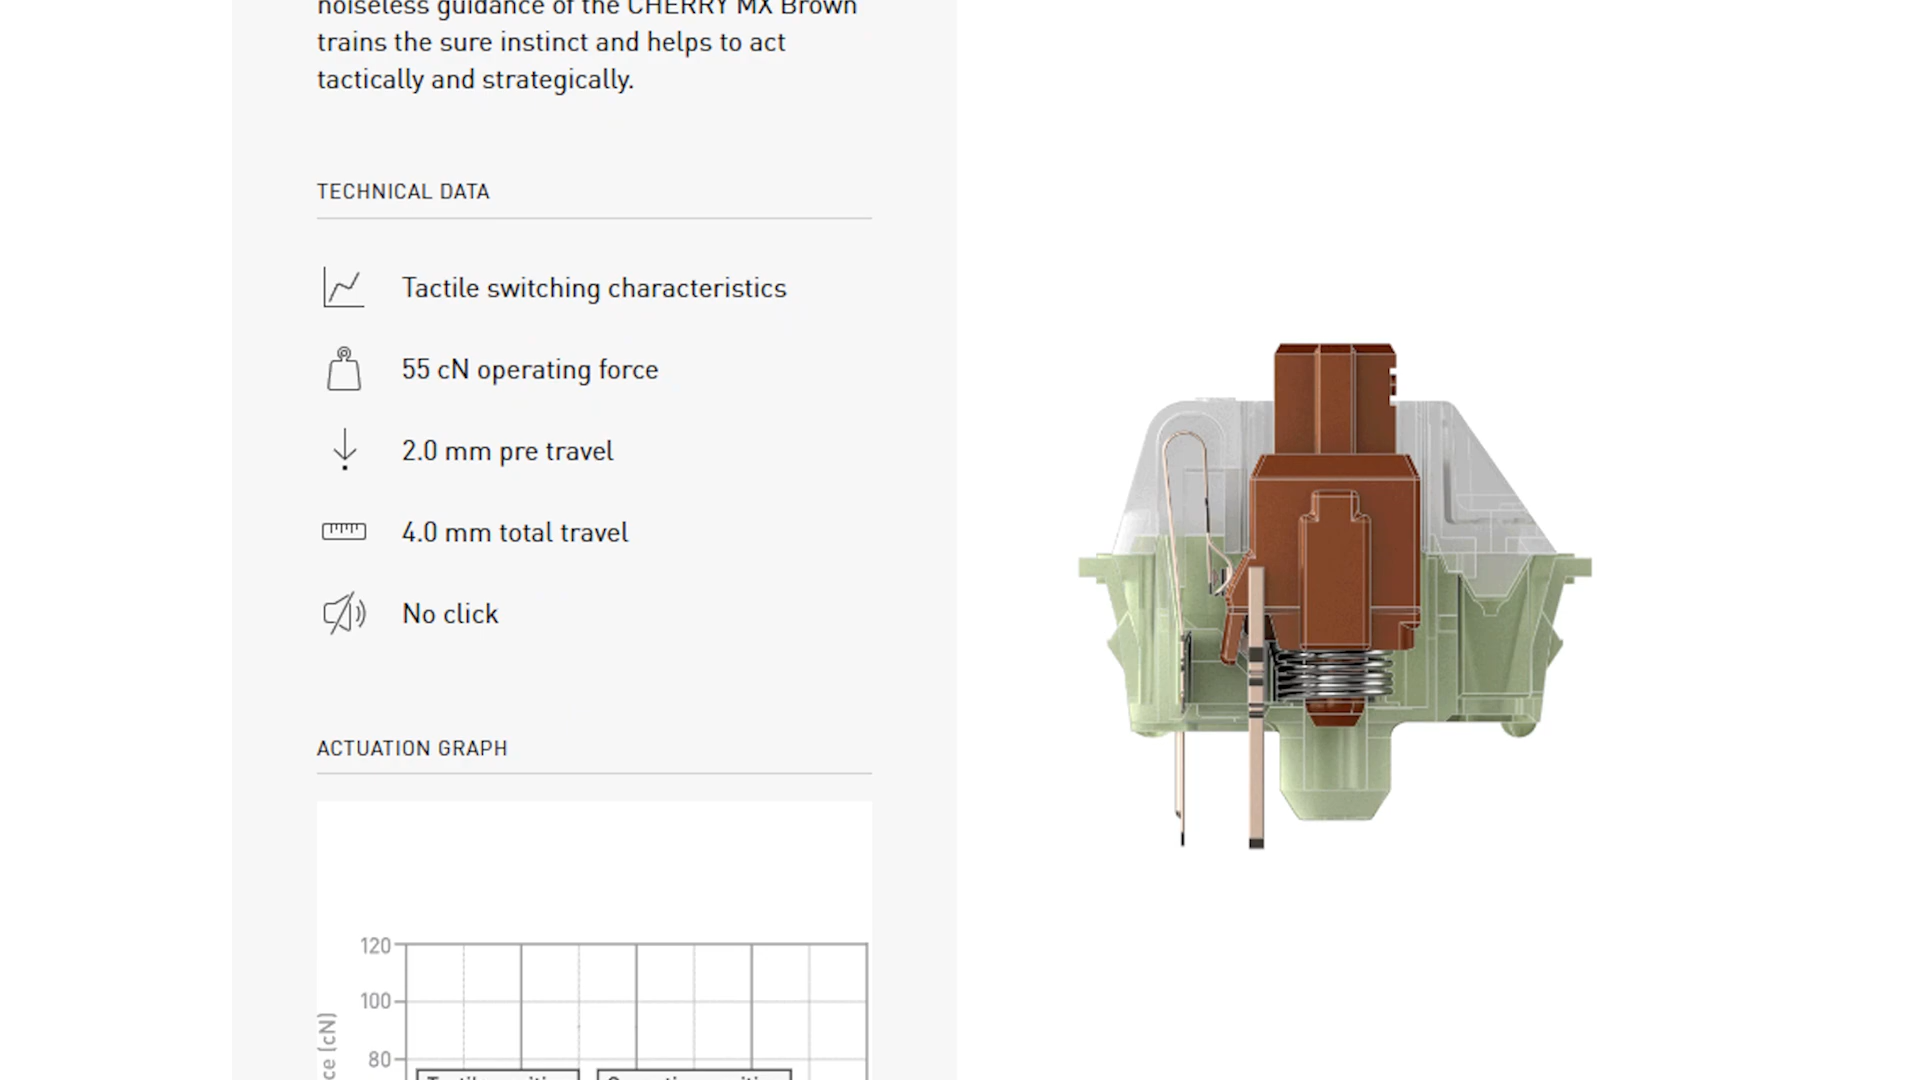 noiseless guidance of the CHERRY MX Brown
trains the sure instinct and helps to act
tactically and strategically.
TECHNICAL DATA
Tactile switching characteristics
55 cN operating force
2.0 mm pre travel
4.0 mm total travel
No click
ACTUATION GRAPH
120
100
80
(cN)